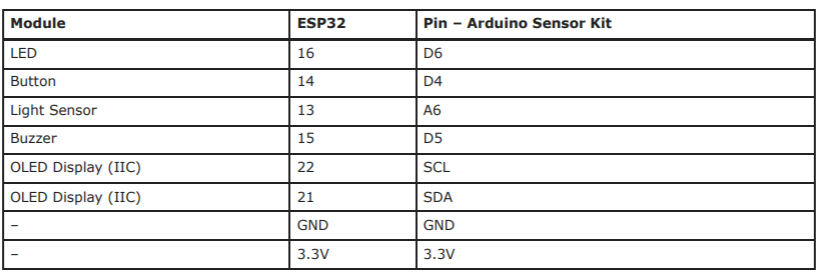 Module ESP32 Pin – Arduino Sensor Kit
LED 16 D6
Button 14 D4
Light Sensor 13 A6
Buzzer 15 D5
OLED Display (IIC) 22 SCL
OLED Display (IIC) 21 SDA
– GND GND
– 3.3V 3.3V